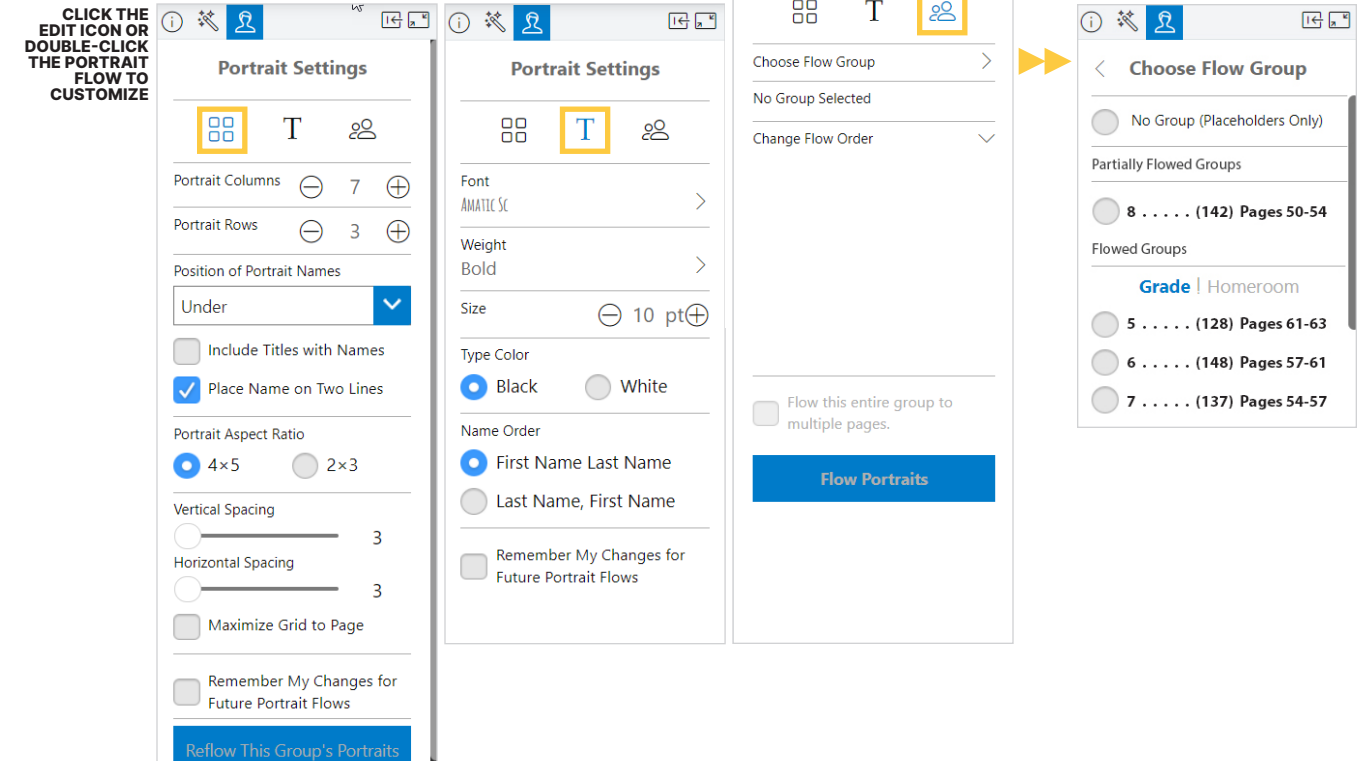 CLICK THE
EDIT ICON OR
DOUBLE-CLICK
THE PORTRAIT
FLOW TO
CUSTOMIZE
Portrait Settings
T
Portrait Columns 7
Portrait Rows 3
Position of Portrait Names
Under
Include Titles with Names
Place Name on Two Lines
Portrait Aspect Ratio
4×5 2×3
Vertical Spacing
3
Horizontal Spacing
3
Maximize Grid to Page
Remember My Changes for
Future Portrait Flows
Reflow This Group's Portraits
Portrait Settings
T
Font
Amatic Sc
Weight
Bold
Size 10 pt
Type Color
Black White
Name Order
First Name Last Name
Last Name, First Name
Remember My Changes for
Future Portrait Flows
T
Choose Flow Group
No Group Selected
Change Flow Order
Flow this entire group to
multiple pages.
Flow Portraits
Choose Flow Group
No Group (Placeholders Only)
Partially Flowed Groups
8 . . . . . (142) Pages 50-54
Flowed Groups
Grade | Homeroom
5 . . . . . (128) Pages 61-63
6 . . . . . (148) Pages 57-61
7 . . . . . (137) Pages 54-57